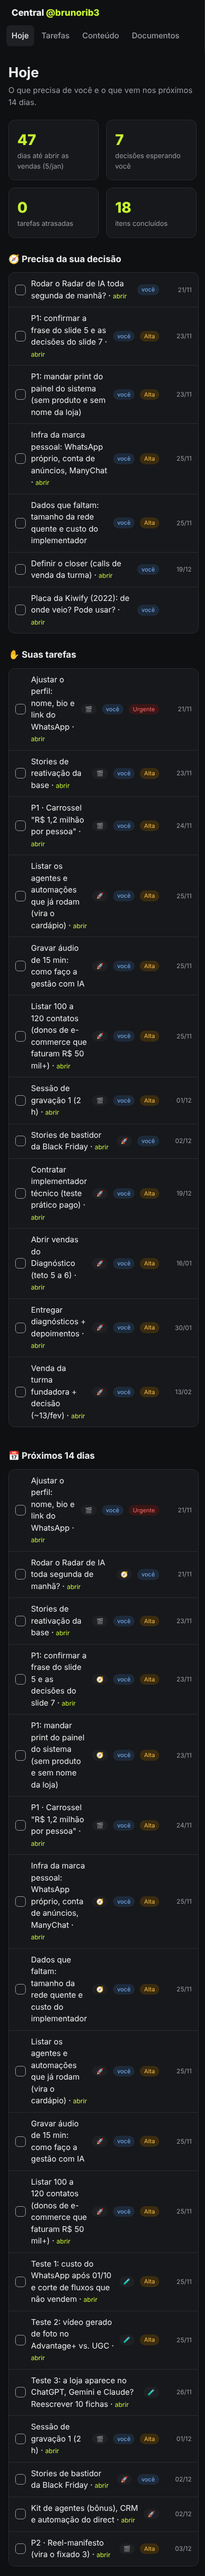 Central @brunorib3
Hoje Tarefas Conteúdo Documentos
Hoje
O que precisa de você e o que vem nos próximos
14 dias.
47
dias até abrir as
vendas (5/jan)
7
decisões esperando
você
0
tarefas atrasadas
18
itens concluídos
🧭 Precisa da sua decisão
Rodar o Radar de IA toda
segunda de manhã? · abrir
você 21/11
P1: confirmar a
frase do slide 5 e as
decisões do slide 7 ·
abrir
você Alta 23/11
P1: mandar print do
painel do sistema
(sem produto e sem
nome da loja)
você Alta 23/11
Infra da marca
pessoal: WhatsApp
próprio, conta de
anúncios, ManyChat
· abrir
você Alta 25/11
Dados que faltam:
tamanho da rede
quente e custo do
implementador
você Alta 25/11
Definir o closer (calls de
venda da turma) · abrir
você 19/12
Placa da Kiwify (2022): de
onde veio? Pode usar? ·
abrir
você
✋ Suas tarefas
Ajustar o
perfil:
nome, bio e
link do
WhatsApp ·
abrir
você Urgente 21/11
Stories de
reativação da
base · abrir
você Alta 23/11
P1 · Carrossel
"R$ 1,2 milhão
por pessoa" ·
abrir
você Alta 24/11
Listar os
agentes e
automações
que já rodam
(vira o
cardápio) · abrir
você Alta 25/11
Gravar áudio
de 15 min:
como faço a
gestão com IA
você Alta 25/11
Listar 100 a
120 contatos
(donos de e-
commerce que
faturam R$ 50
mil+) · abrir
você Alta 25/11
Sessão de
gravação 1 (2
h) · abrir
você Alta 01/12
Stories de bastidor
da Black Friday · abrir
você 02/12
Contratar
implementador
técnico (teste
prático pago) ·
abrir
você Alta 19/12
Abrir vendas
do
Diagnóstico
(teto 5 a 6) ·
abrir
você Alta 16/01
Entregar
diagnósticos +
depoimentos ·
abrir
você Alta 30/01
Venda da
turma
fundadora +
decisão
(~13/fev) · abrir
você Alta 13/02
📅 Próximos 14 dias
Ajustar o
perfil:
nome, bio e
link do
WhatsApp ·
abrir
você Urgente 21/11
Rodar o Radar de IA
toda segunda de
manhã? · abrir
você 21/11
Stories de
reativação da
base · abrir
você Alta 23/11
P1: confirmar a
frase do slide
5 e as
decisões do
slide 7 · abrir
você Alta 23/11
P1: mandar
print do painel
do sistema
(sem produto
e sem nome
da loja)
você Alta 23/11
P1 · Carrossel
"R$ 1,2 milhão
por pessoa" ·
abrir
você Alta 24/11
Infra da marca
pessoal:
WhatsApp
próprio, conta
de anúncios,
ManyChat ·
abrir
você Alta 25/11
Dados que
faltam:
tamanho da
rede quente e
custo do
implementador
você Alta 25/11
Listar os
agentes e
automações
que já rodam
(vira o
cardápio) · abrir
você Alta 25/11
Gravar áudio
de 15 min:
como faço a
gestão com IA
você Alta 25/11
Listar 100 a
120 contatos
(donos de e-
commerce que
faturam R$ 50
mil+) · abrir
você Alta 25/11
Teste 1: custo do
WhatsApp após 01/10
e corte de fluxos que
não vendem · abrir
Alta 25/11
Teste 2: vídeo gerado
de foto no
Advantage+ vs. UGC ·
abrir
Alta 25/11
Teste 3: a loja aparece no
ChatGPT, Gemini e Claude?
Reescrever 10 fichas · abrir
26/11
Sessão de
gravação 1 (2
h) · abrir
você Alta 01/12
Stories de bastidor
da Black Friday · abrir
você 02/12
Kit de agentes (bônus), CRM
e automação do direct · abrir
02/12
P2 · Reel-manifesto
(vira o fixado 3) · abrir
Alta 03/12